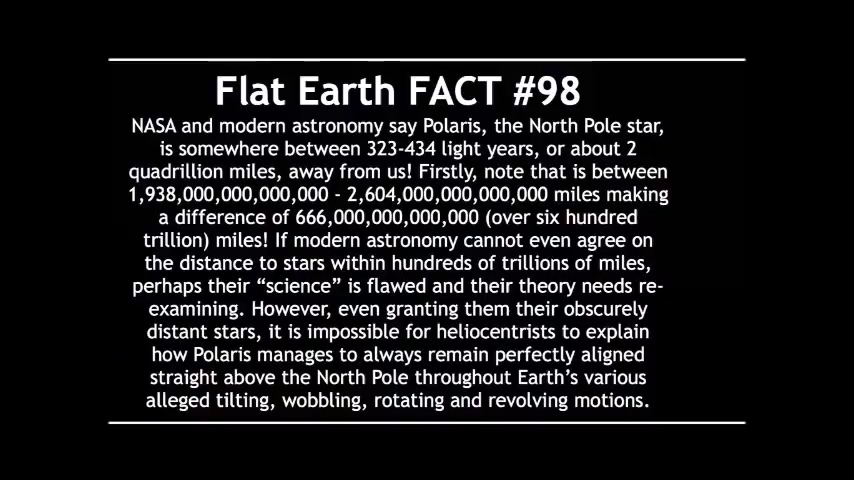 Flat Earth FACT #98
NASA and modern astronomy say Polaris, the North Pole star,
is somewhere between 323-434 light years, or about 2
quadrillion miles, away from us! Firstly, note that is between
1,938,000,000,000,000 - 2,604,000,000,000,000 miles making
a difference of 666,000,000,000,000 (over six hundred
trillion) miles! If modern astronomy cannot even agree on
the distance to stars within hundreds of trillions of miles,
perhaps their “science” is flawed and their theory needs re-
examining. However, even granting them their obscurely
distant stars, it is impossible for heliocentrists to explain
how Polaris manages to always remain perfectly aligned
straight above the North Pole throughout Earth’s various
alleged tilting, wobbling, rotating and revolving motions.